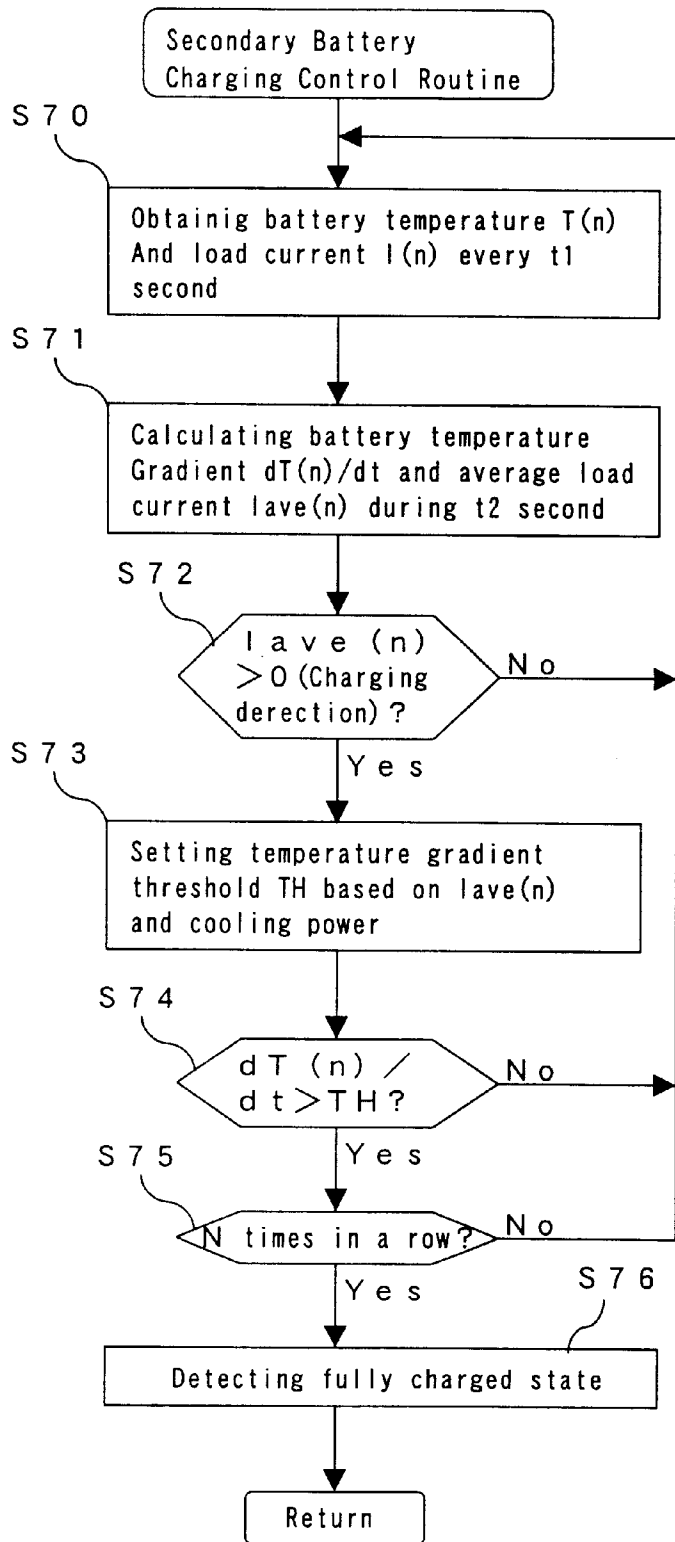 Secondary Battery
Charging Control Routine
S70
Obtainig battery temperature T(n)
And load current I(n) every t1
second
S71
Calculating battery temperature
Gradient dT(n)/dt and average load
current Iave(n) during t2 second
S72
Iave(n)
>0(Charging
derection)?
No
Yes
S73
Setting temperature gradient
threshold TH based on Iave(n)
and cooling power
S74
dT(n)/
dt>TH?
No
Yes
S75
N times in a row?
No
Yes
S76
Detecting fully charged state
Return